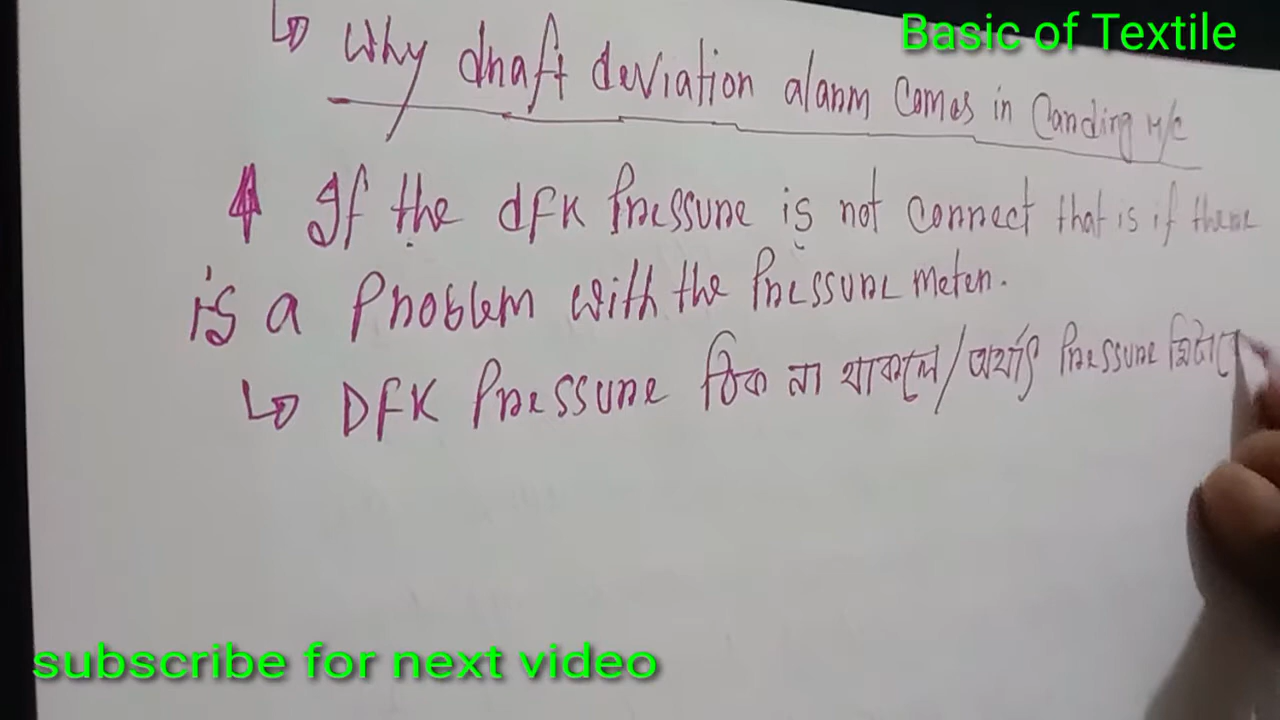 Basic of Textile
Why draft deviation alarm comes in Carding m/c
If the dFK Pressure is not correct that is if there
is a Problem with the Pressure meter.
DFK Pressure ঠিক না থাকলে/অর্থাৎ Pressure
subscribe for next video